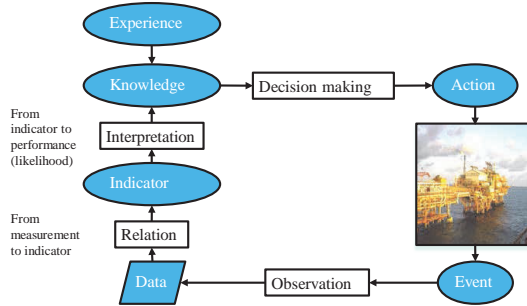 Experience
Knowledge
Decision making
Action
From
indicator to
performance
(likelihood)
Interpretation
Indicator
From
measurement
to indicator
Relation
Data
Observation
Event